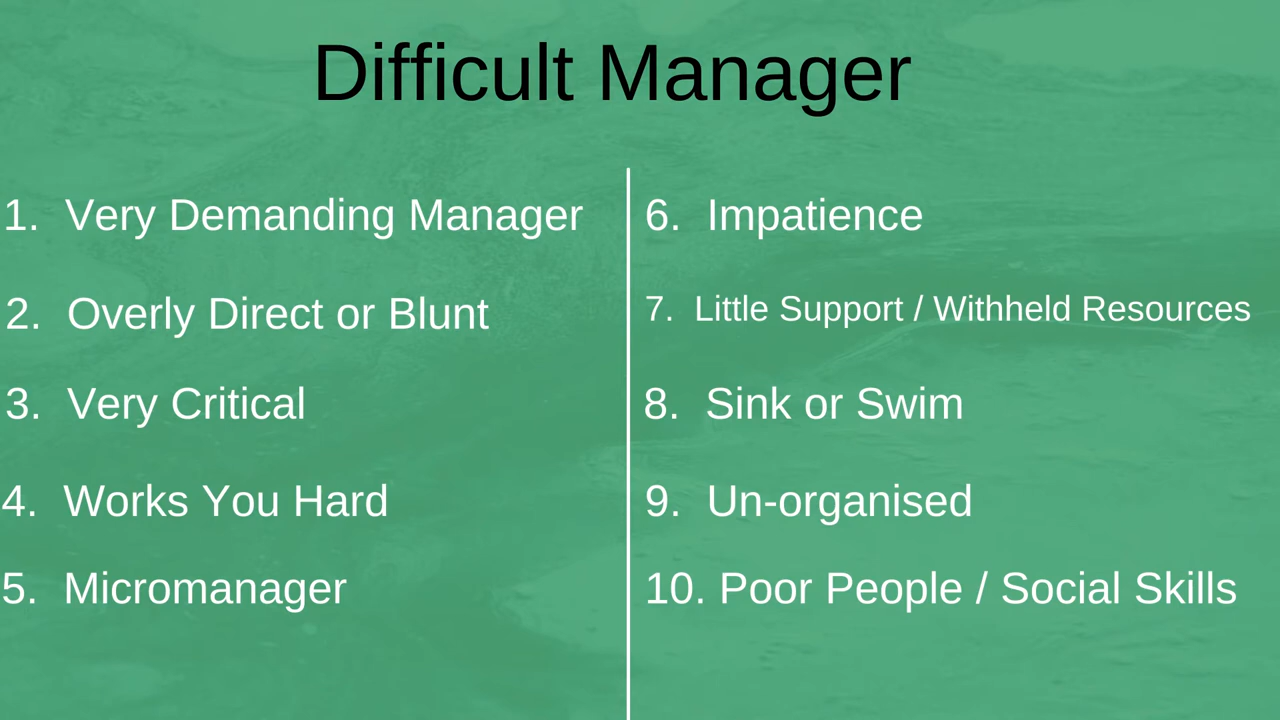 Difficult Manager
1. Very Demanding Manager
2. Overly Direct or Blunt
3. Very Critical
4. Works You Hard
5. Micromanager
6. Impatience
7. Little Support / Withheld Resources
8. Sink or Swim
9. Un-organised
10. Poor People / Social Skills